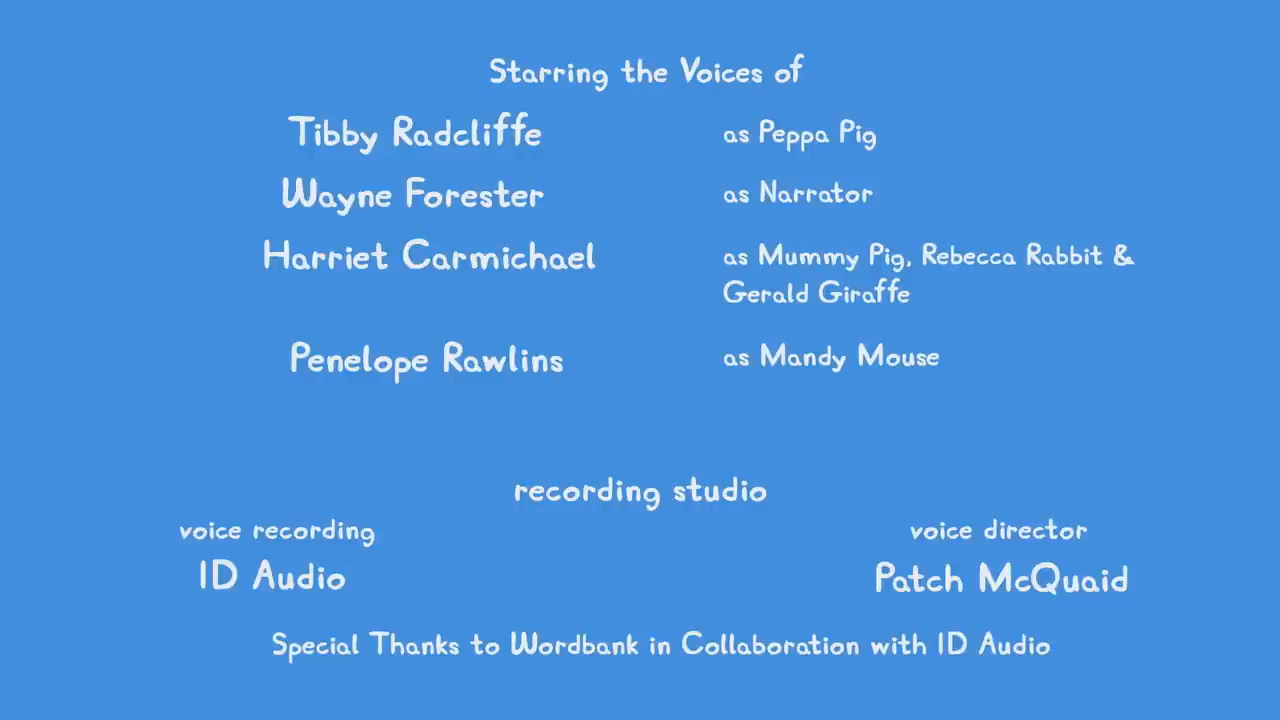 Starring the Voices of
Tibby Radcliffe as Peppa Pig
Wayne Forester as Narrator
Harriet Carmichael as Mummy Pig, Rebecca Rabbit &
Gerald Giraffe
Penelope Rawlins as Mandy Mouse
recording studio
voice recording voice director
ID Audio Patch McQuaid
Special Thanks to Wordbank in Collaboration with ID Audio